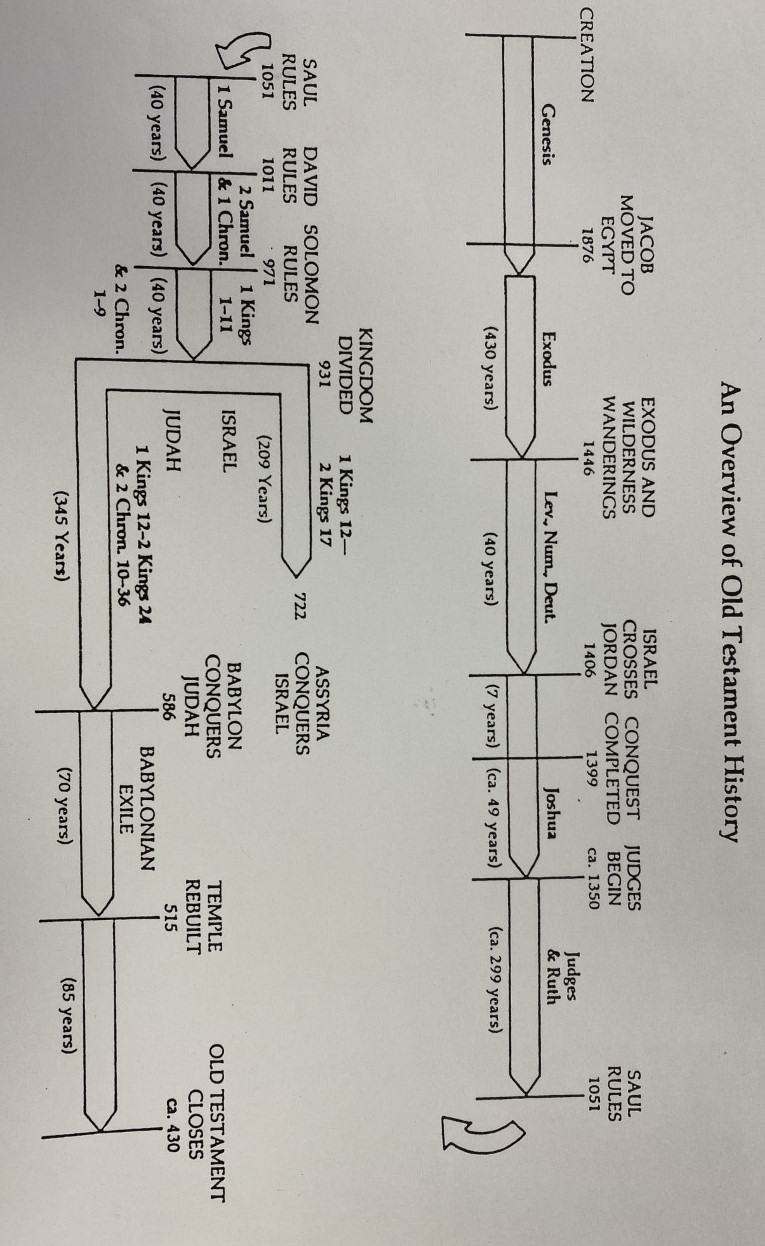 An Overview of Old Testament History
CREATION
JACOB
MOVED TO
EGYPT
1876
EXODUS AND
WILDERNESS
WANDERINGS
1446
ISRAEL
CROSSES
JORDAN
1406
CONQUEST
COMPLETED
1399
JUDGES
BEGIN
ca. 1350
SAUL
RULES
1051
Genesis
Exodus
Lev., Num., Deut.
Joshua
Judges
& Ruth
(430 years)
(40 years)
(7 years)
(ca. 49 years)
(ca. 299 years)
SAUL
RULES
1051
DAVID
RULES
1011
SOLOMON
RULES
971
KINGDOM
DIVIDED
931
1 Kings 12—
2 Kings 17
722
ASSYRIA
CONQUERS
ISRAEL
1 Samuel
2 Samuel
& 1 Chron.
1 Kings
1–11
(40 years)
(40 years)
(40 years)
& 2 Chron.
1–9
(209 Years)
ISRAEL
JUDAH
1 Kings 12–2 Kings 24
& 2 Chron. 10–36
(345 Years)
BABYLON
CONQUERS
JUDAH
586
BABYLONIAN
EXILE
(70 years)
TEMPLE
REBUILT
515
(85 years)
OLD TESTAMENT
CLOSES
ca. 430